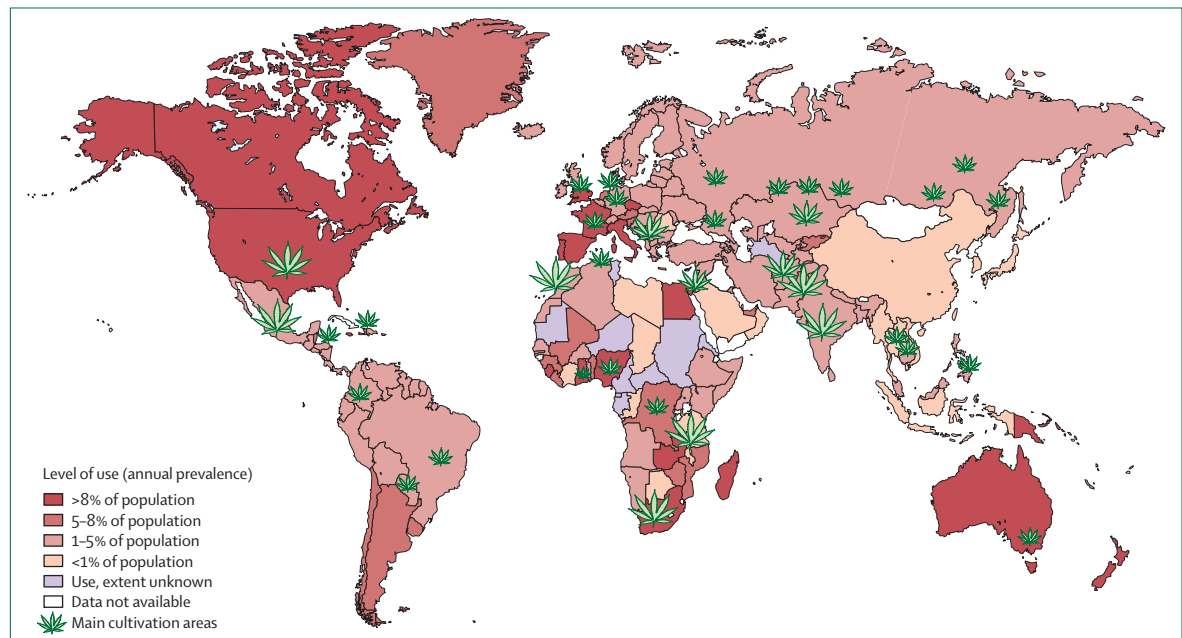 Level of use (annual prevalence)
>8% of population
5–8% of population
1–5% of population
<1% of population
Use, extent unknown
Data not available
Main cultivation areas